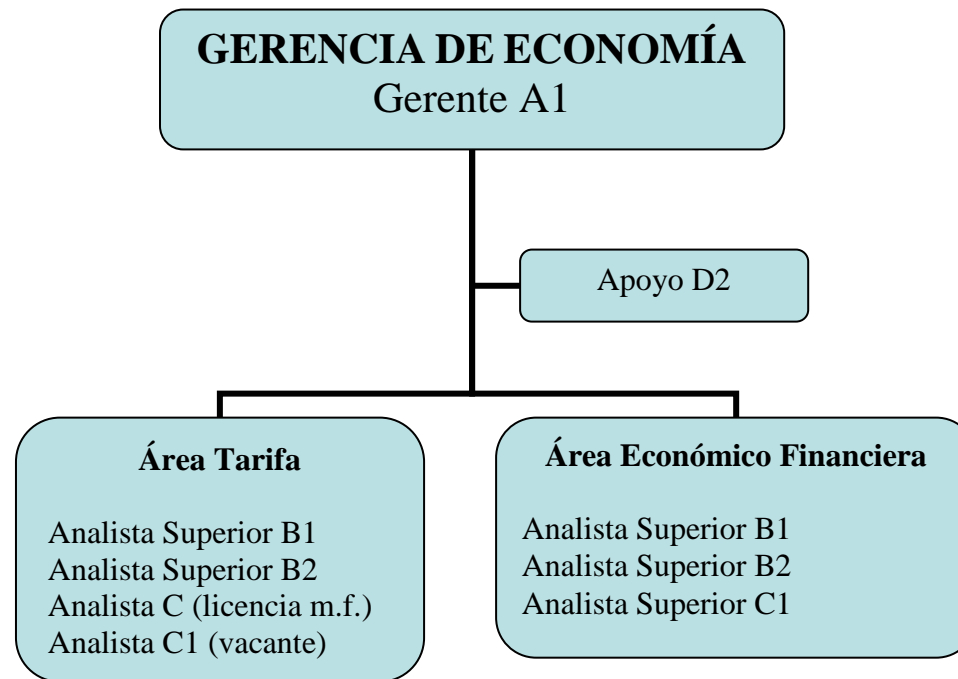 GERENCIA DE ECONOMÍA
Gerente A1
Apoyo D2
Área Tarifa
Analista Superior B1
Analista Superior B2
Analista C (licencia m.f.)
Analista C1 (vacante)
Área Económico Financiera
Analista Superior B1
Analista Superior B2
Analista Superior C1